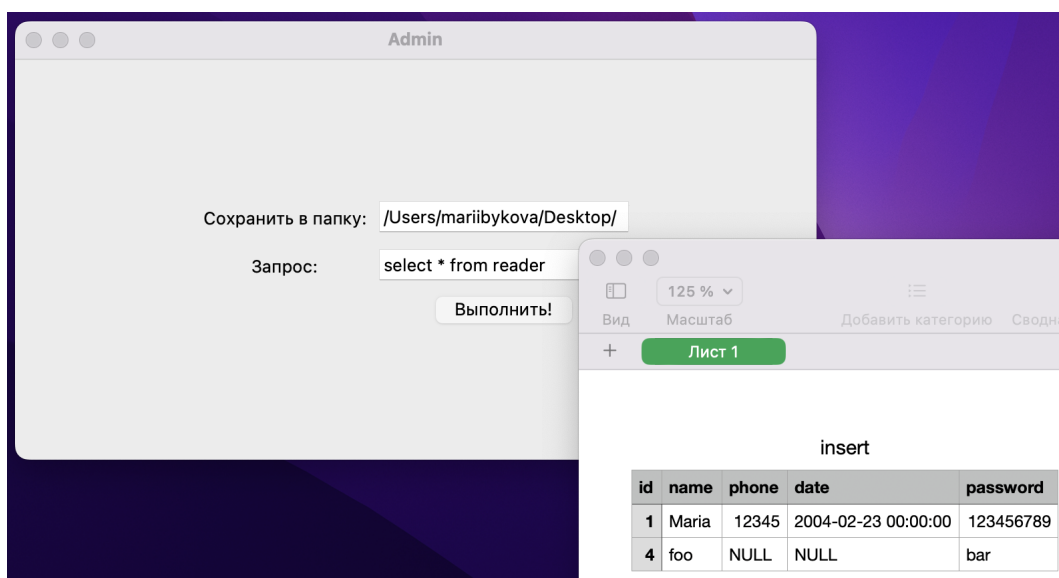 Admin
Сохранить в папку: /Users/mariibykova/Desktop/
Запрос: select * from reader
Выполнить!
125 %
Вид Масштаб Добавить категорию
+ Лист 1
insert
id name phone date password
1 Maria 12345 2004-02-23 00:00:00 123456789
4 foo NULL NULL bar